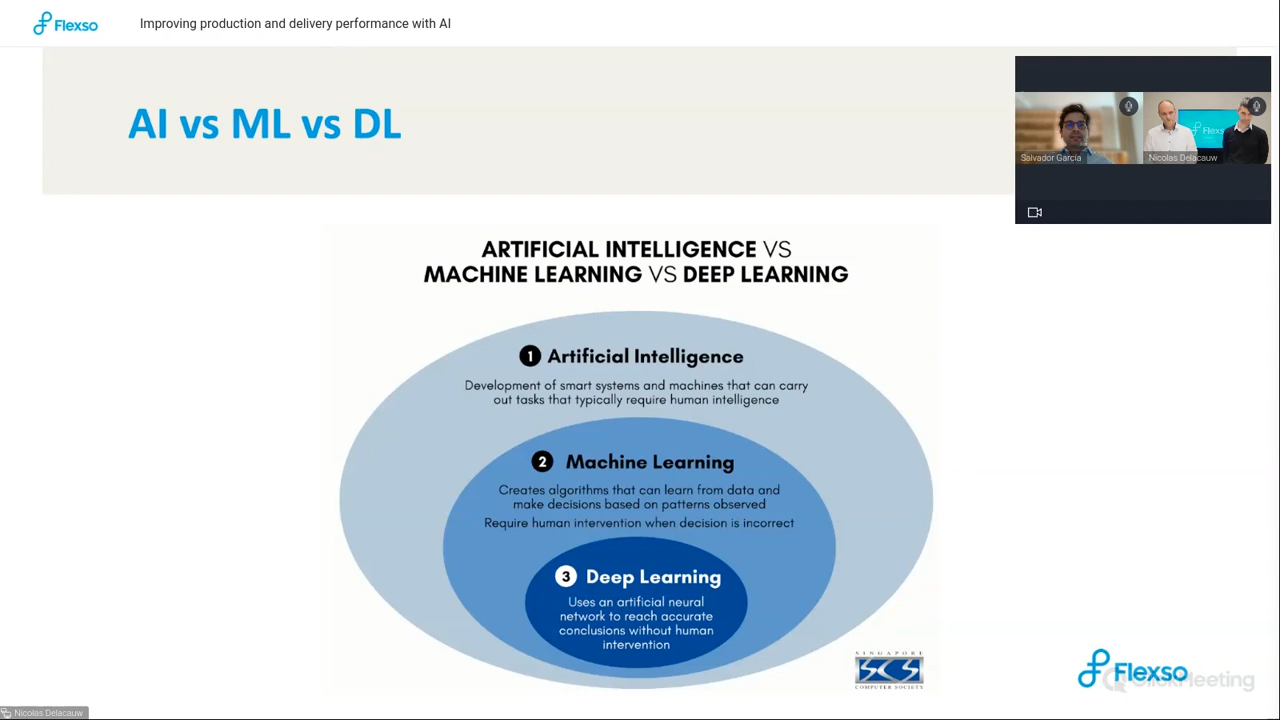 Flexso
Improving production and delivery performance with AI
AI vs ML vs DL
Flexso
Salvador García
Nicolas Delacauw
ARTIFICIAL INTELLIGENCE VS
MACHINE LEARNING VS DEEP LEARNING
1 Artificial Intelligence
Development of smart systems and machines that can carry
out tasks that typically require human intelligence
2 Machine Learning
Creates algorithms that can learn from data and
make decisions based on patterns observed
Require human intervention when decision is incorrect
3 Deep Learning
Uses an artificial neural
network to reach accurate
conclusions without human
intervention
SINGAPORE
SCS
COMPUTER SOCIETY
Flexso
ClickMeeting
Nicolas Delacauw